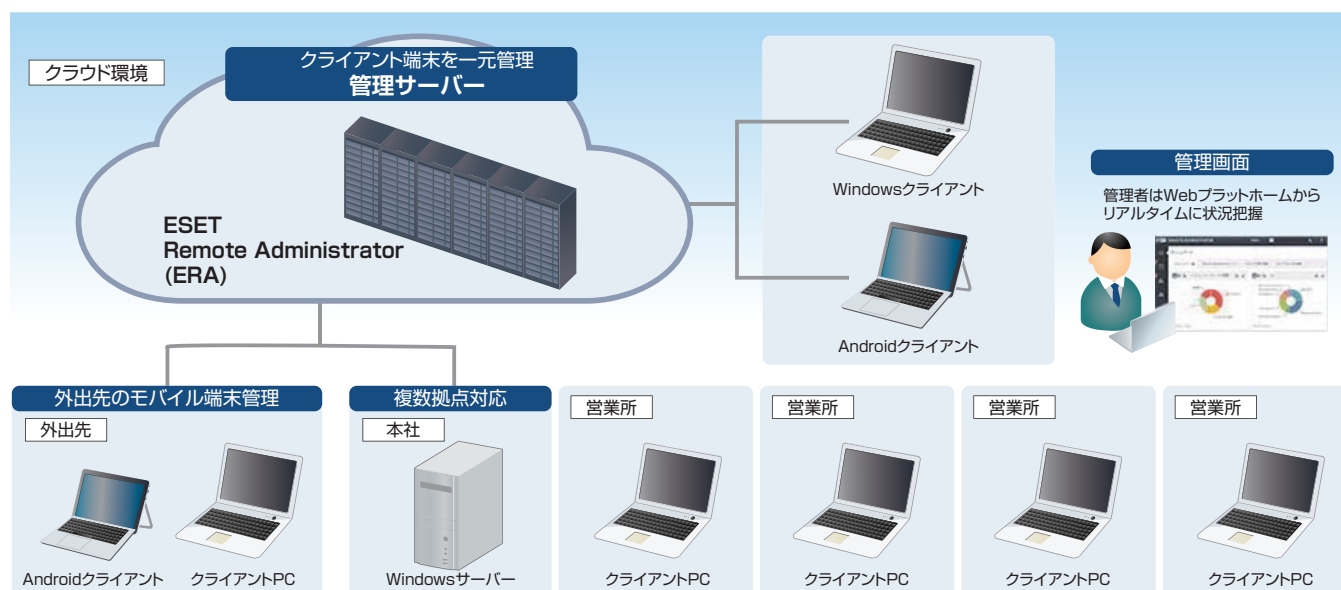 クラウド環境
クライアント端末を一元管理
管理サーバー
ESET
Remote Administrator
(ERA)
Windowsクライアント
Androidクライアント
管理画面
管理者はWebプラットホームから
リアルタイムに状況把握
外出先のモバイル端末管理
外出先
Androidクライアント
クライアントPC
複数拠点対応
本社
Windowsサーバー
営業所
クライアントPC
営業所
クライアントPC
営業所
クライアントPC
営業所
クライアントPC